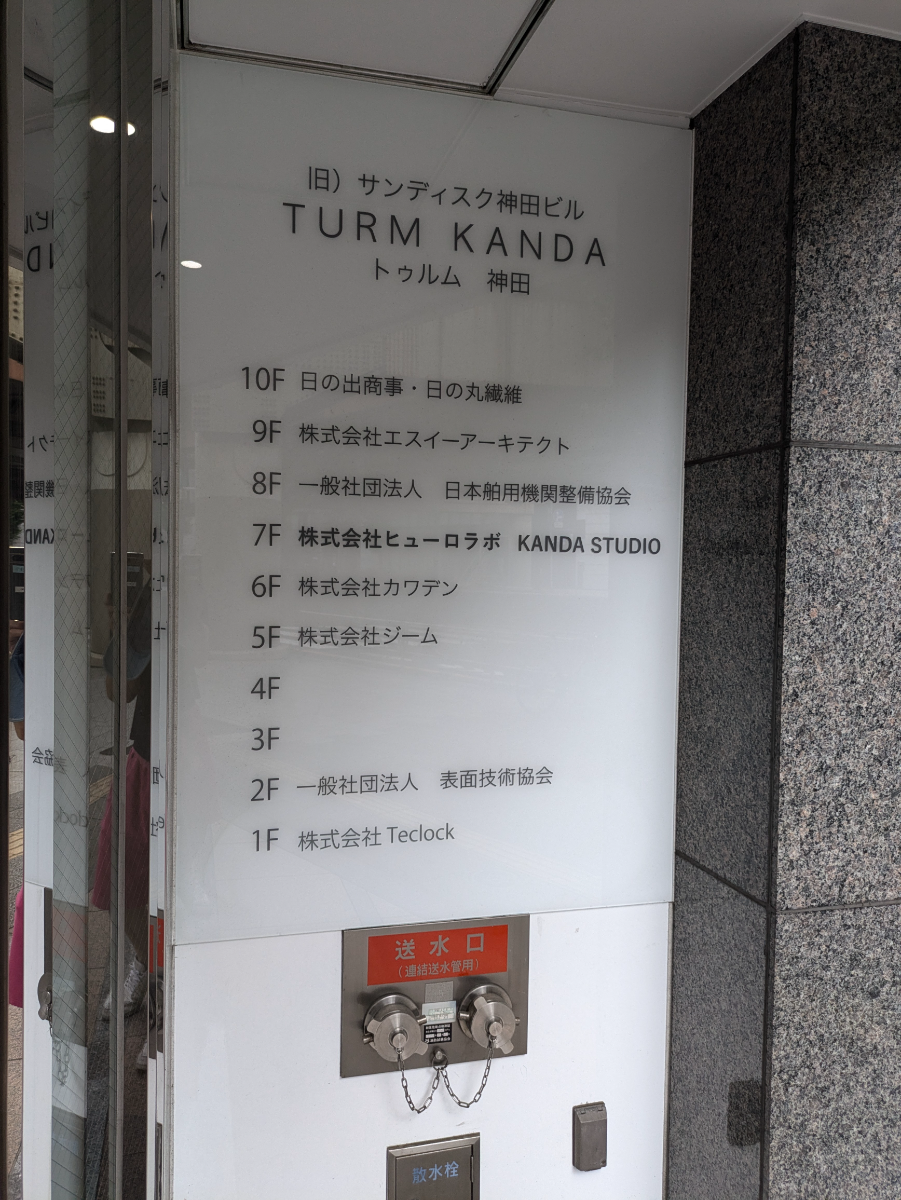 旧）サンディスク神田ビル
TURM KANDA
トゥルム　神田
10F 日の出商事・日の丸繊維
9F 株式会社エスイーアーキテクト
8F 一般社団法人　日本舶用機関整備協会
7F 株式会社ヒューロラボ　KANDA STUDIO
6F 株式会社カワデン
5F 株式会社ジーム
4F
3F
2F 一般社団法人　表面技術協会
1F 株式会社 Teclock
送水口
（連結送水管用）
散水栓